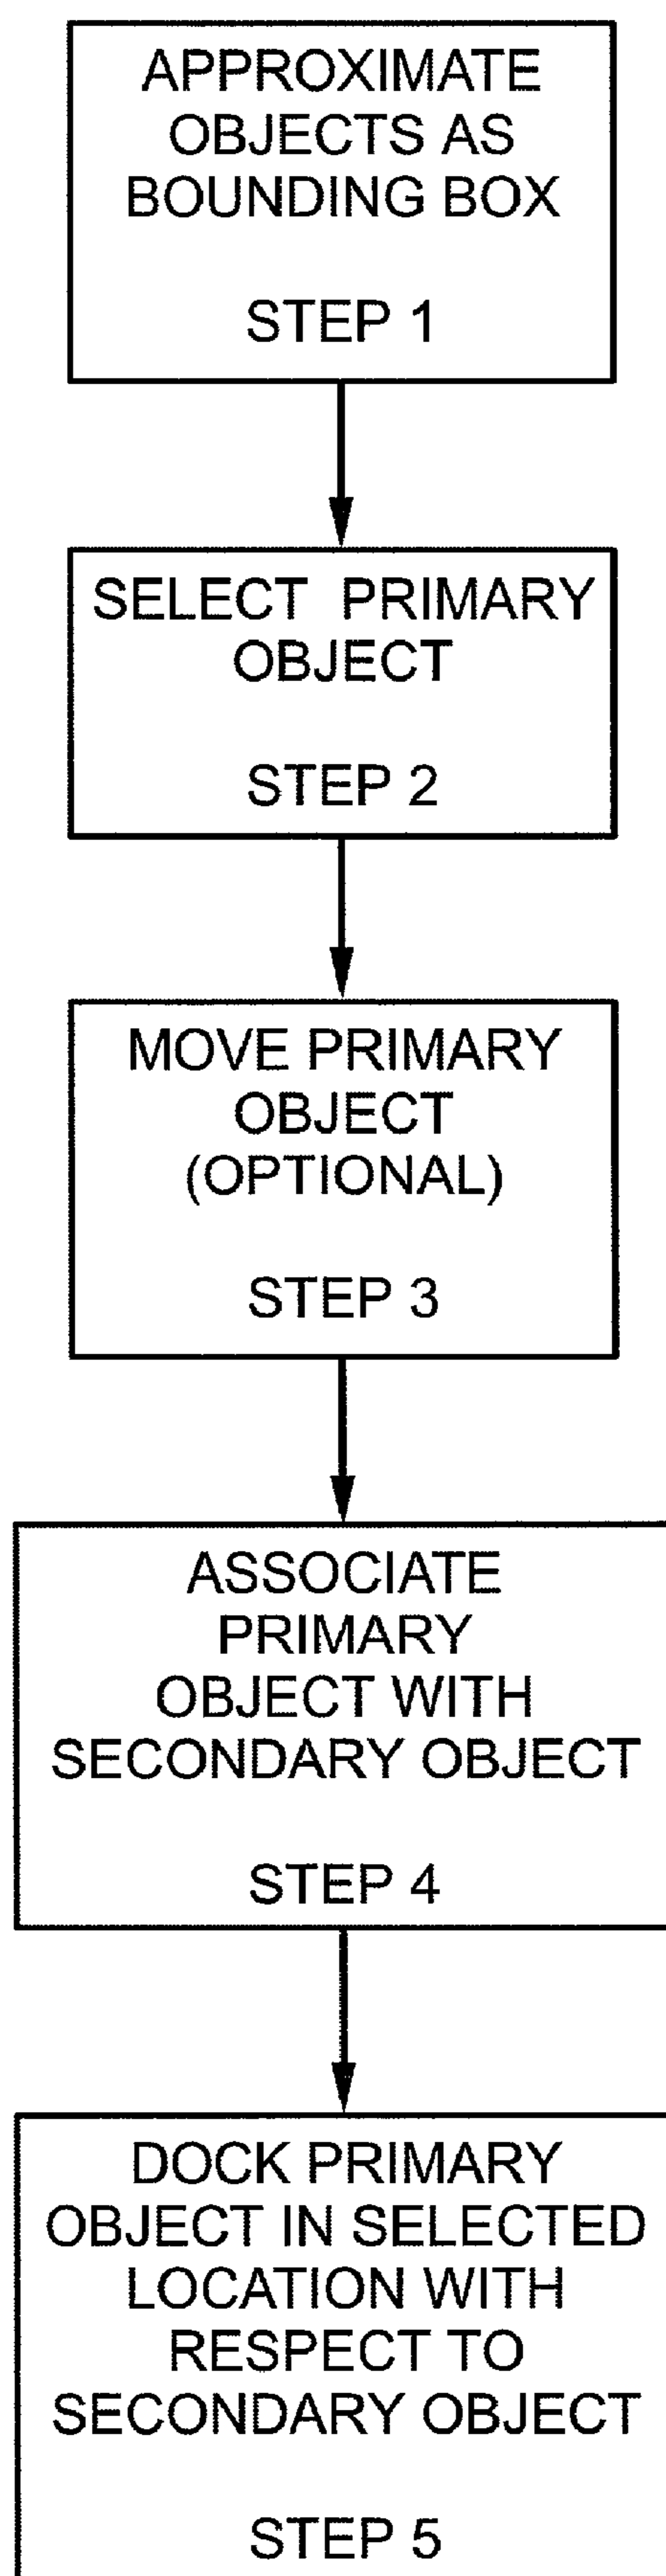 APPROXIMATE
OBJECTS AS
BOUNDING BOX
STEP 1
SELECT PRIMARY
OBJECT
STEP 2
MOVE PRIMARY
OBJECT
(OPTIONAL)
STEP 3
ASSOCIATE
PRIMARY
OBJECT WITH
SECONDARY OBJECT
STEP 4
DOCK PRIMARY
OBJECT IN SELECTED
LOCATION WITH
RESPECT TO
SECONDARY OBJECT
STEP 5